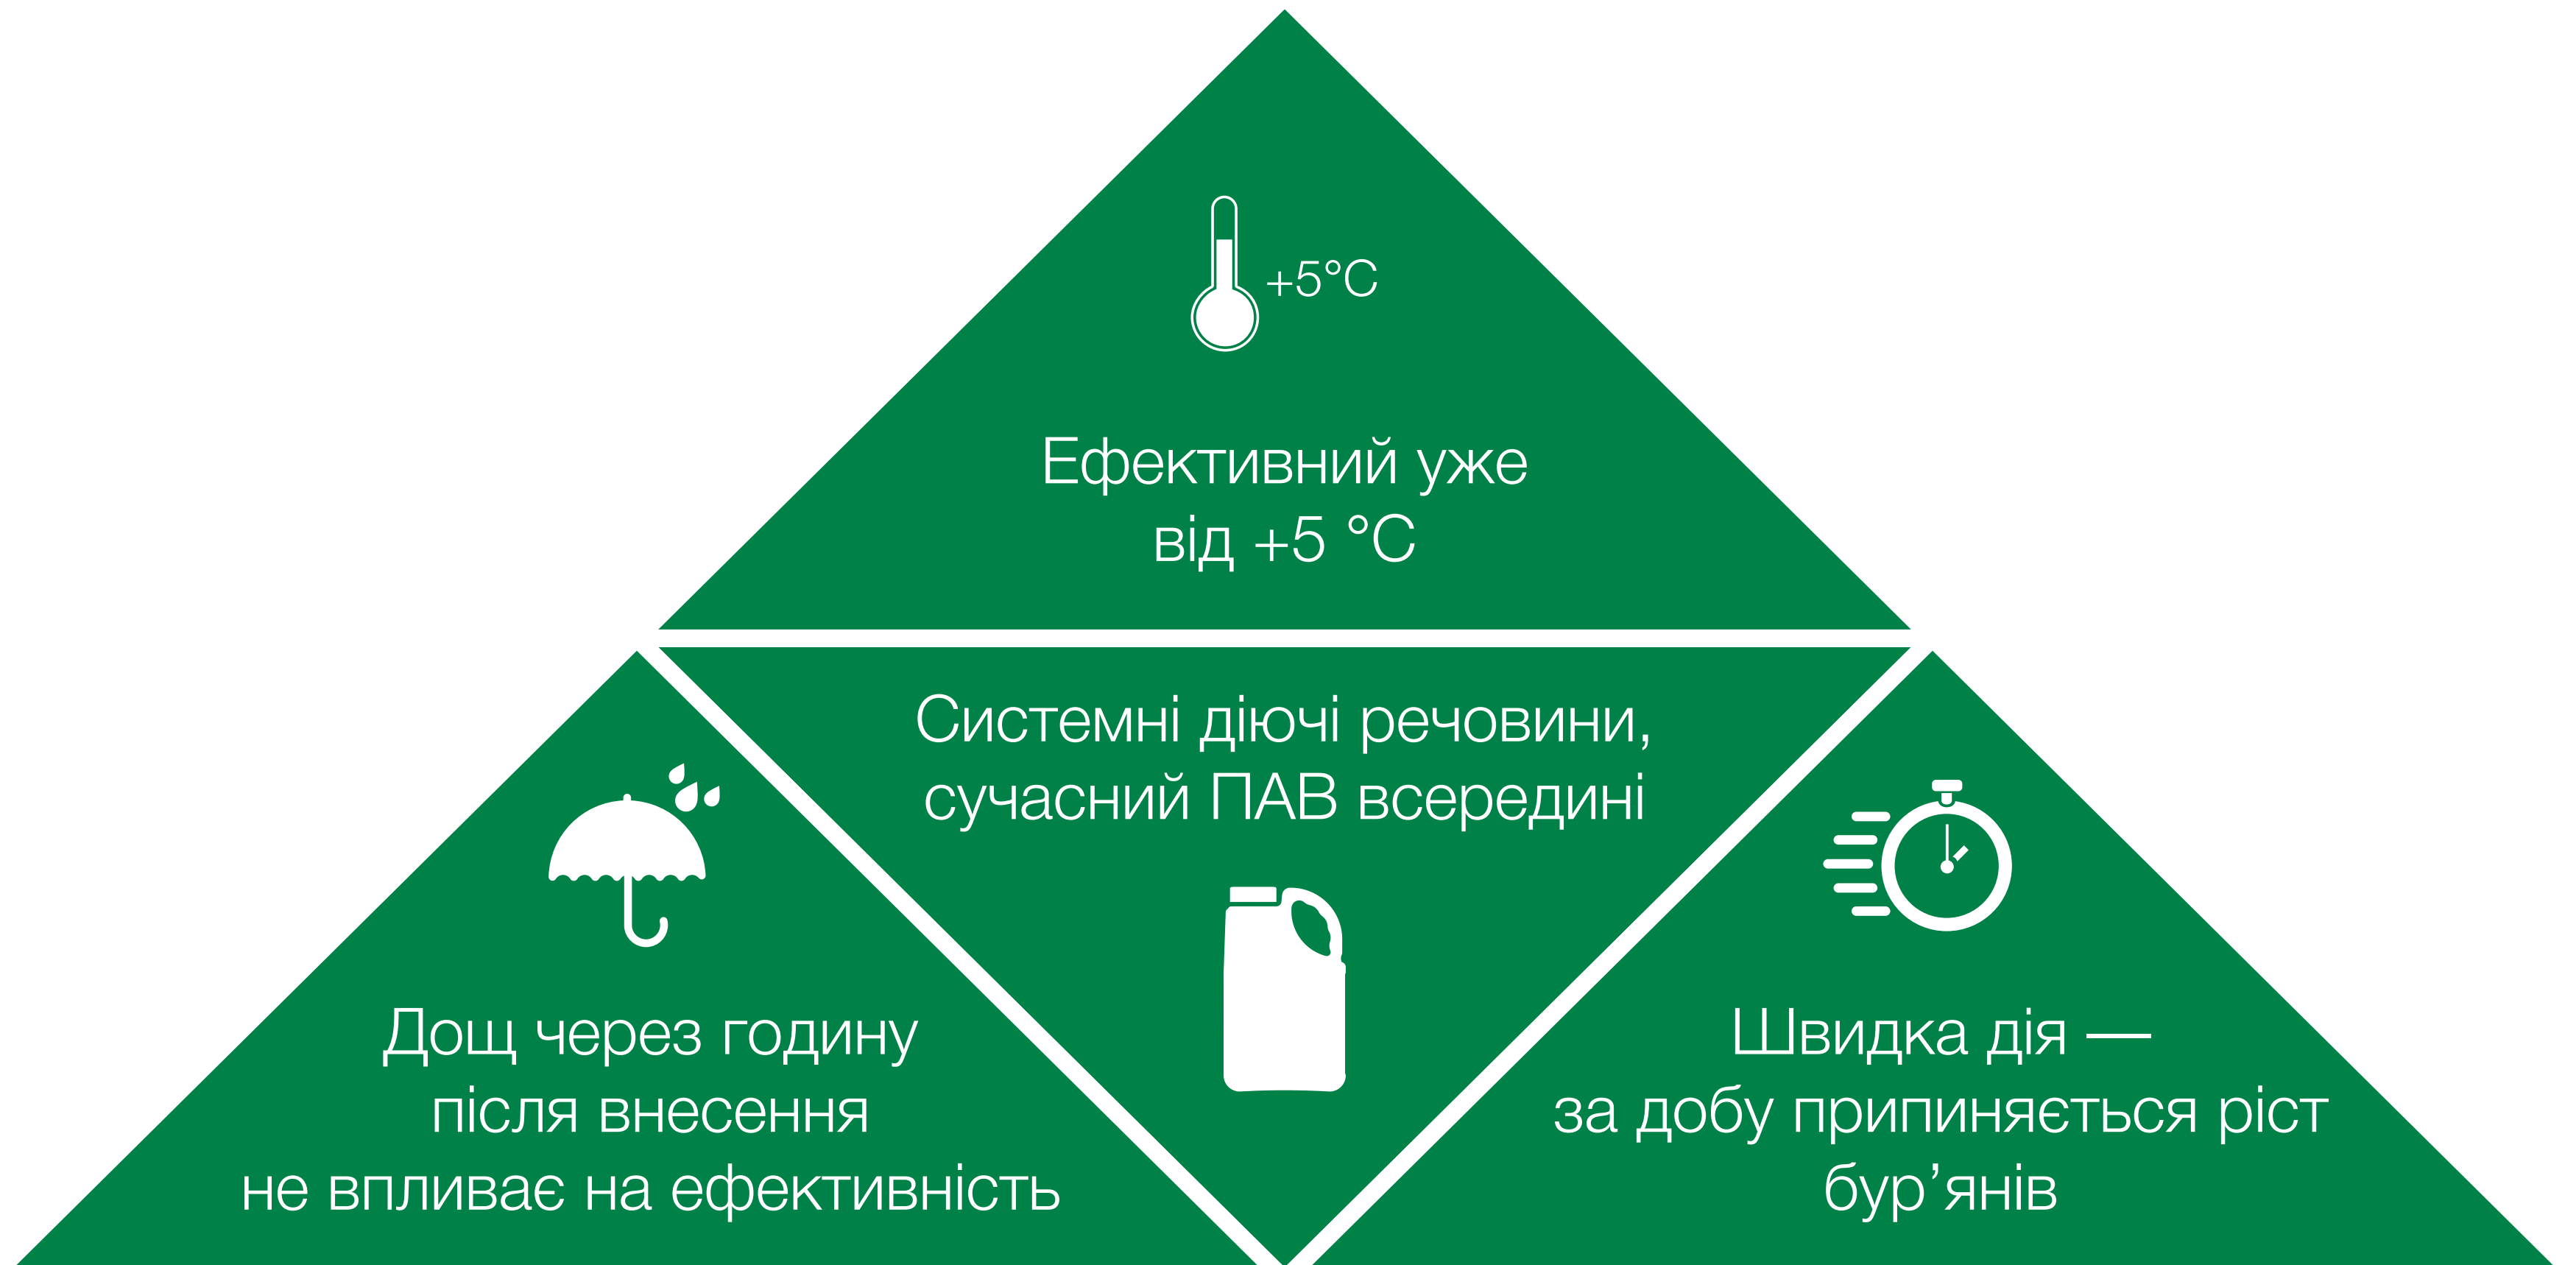 +5°C
Ефективний уже
від +5 °C
Системні діючі речовини,
сучасний ПАВ всередині
Дощ через годину
після внесення
не впливає на ефективність
Швидка дія —
за добу припиняється ріст
бур’янів